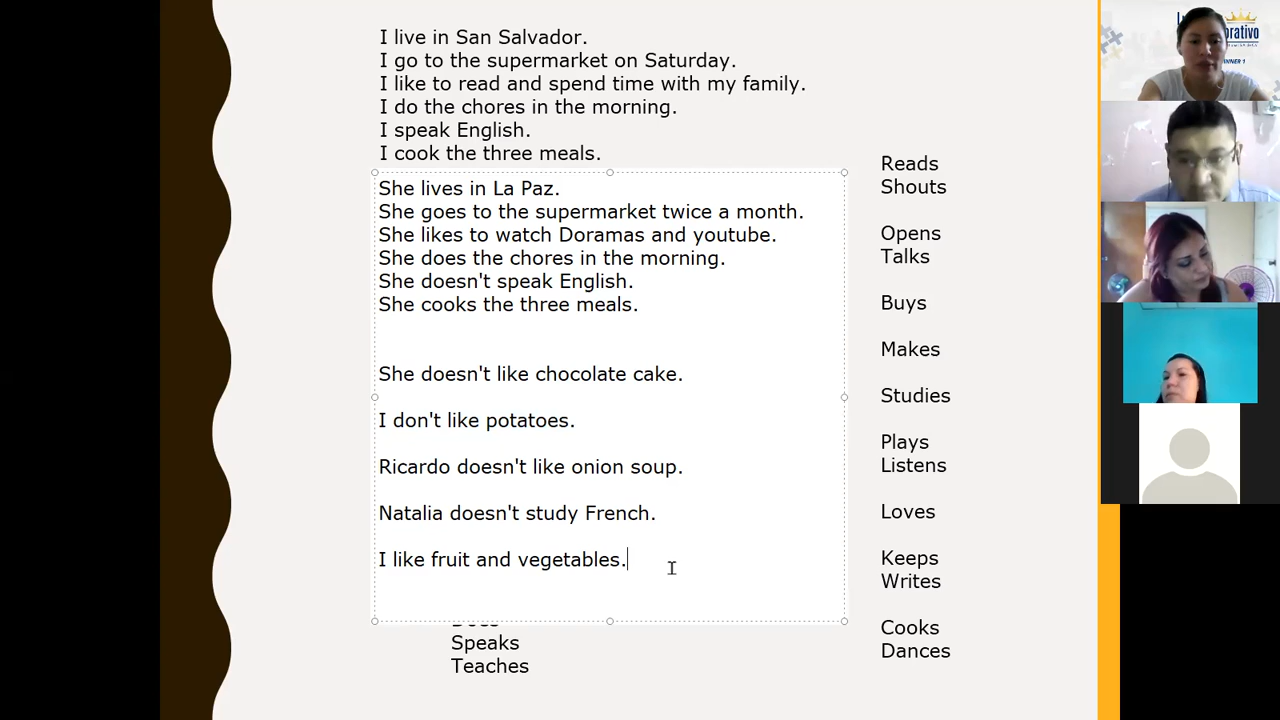 I live in San Salvador.
I go to the supermarket on Saturday.
I like to read and spend time with my family.
I do the chores in the morning.
I speak English.
I cook the three meals.
She lives in La Paz.
She goes to the supermarket twice a month.
She likes to watch Doramas and youtube.
She does the chores in the morning.
She doesn't speak English.
She cooks the three meals.
She doesn't like chocolate cake.
I don't like potatoes.
Ricardo doesn't like onion soup.
Natalia doesn't study French.
I like fruit and vegetables.
Speaks
Teaches
Reads
Shouts
Opens
Talks
Buys
Makes
Studies
Plays
Listens
Loves
Keeps
Writes
Cooks
Dances